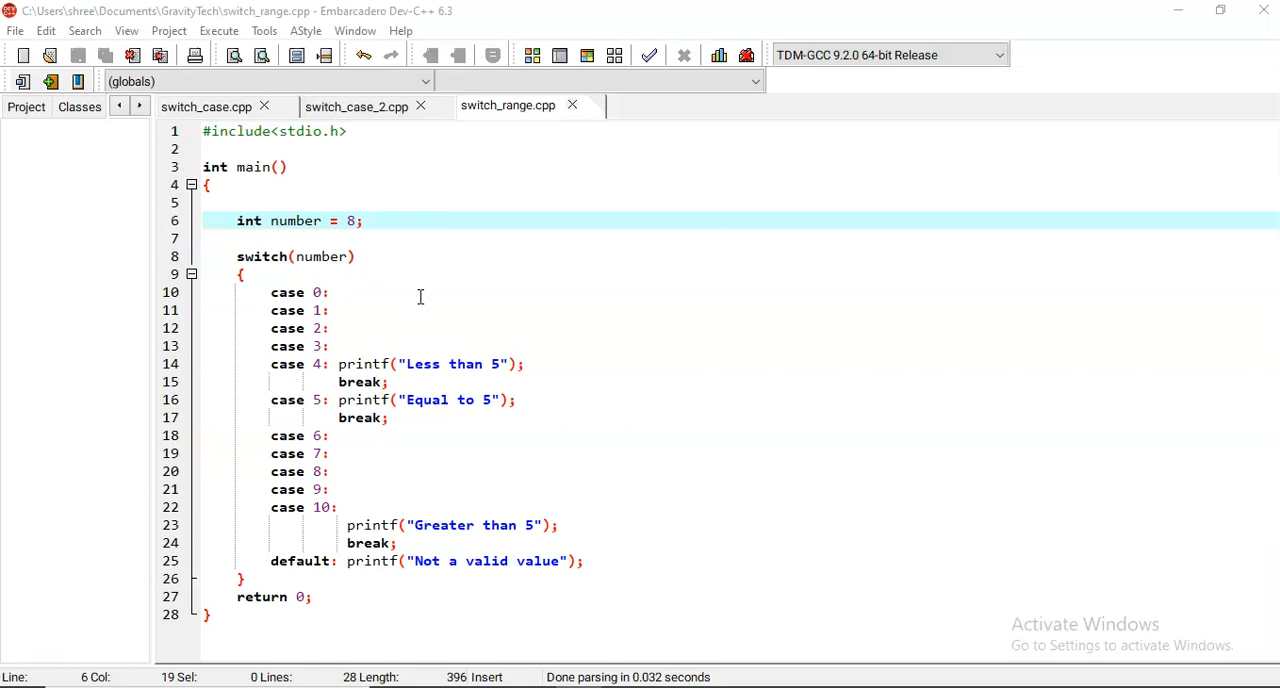 C:\Users\shree\Documents\GravityTech\switch_range.cpp - Embarcadero Dev-C++ 6.3
File Edit Search View Project Execute Tools AStyle Window Help
TDM-GCC 9.2.0 64-bit Release
(globals)
Project Classes switch_case.cpp switch_case_2.cpp switch_range.cpp
1 #include<stdio.h>
2
3 int main()
4 {
5
6 int number = 8;
7
8 switch(number)
9 {
10 case 0:
11 case 1:
12 case 2:
13 case 3:
14 case 4: printf("Less than 5");
15 break;
16 case 5: printf("Equal to 5");
17 break;
18 case 6:
19 case 7:
20 case 8:
21 case 9:
22 case 10:
23 printf("Greater than 5");
24 break;
25 default: printf("Not a valid value");
26 }
27 return 0;
28 }
Activate Windows
Go to Settings to activate Windows.
Line: 6 Col: 19 Sel: 0 Lines: 28 Length: 396 Insert Done parsing in 0.032 seconds